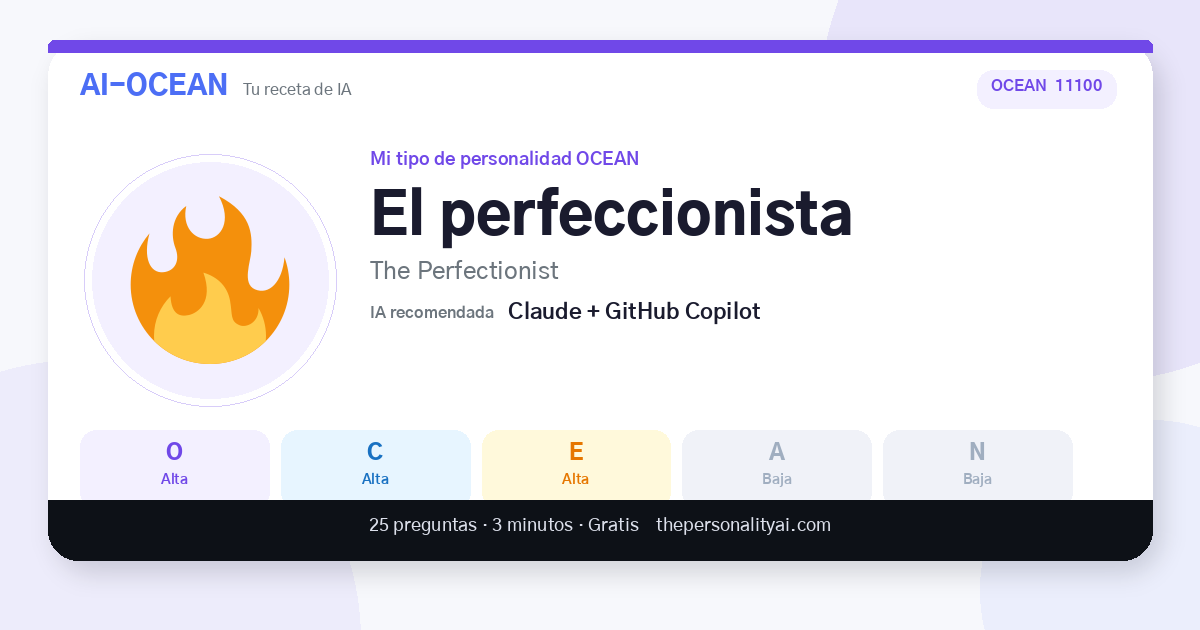 AI-OCEAN Tu receta de IA OCEAN 11100
Mi tipo de personalidad OCEAN
El perfeccionista
The Perfectionist
IA recomendada Claude + GitHub Copilot
O C E A N
Alta Alta Alta Baja Baja
25 preguntas · 3 minutos · Gratis thepersonalityai.com